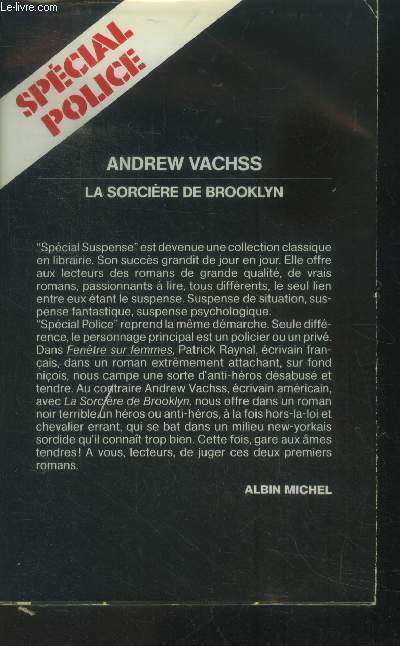 Le-livre.com
SPÉCIAL
POLICE
ANDREW VACHSS
LA SORCIÈRE DE BROOKLYN
"Spécial Suspense" est devenue une collection classique
en librairie. Son succès grandit de jour en jour. Elle offre
aux lecteurs des romans de grande qualité, de vrais
romans, passionnants à lire, tous différents, le seul lien
entre eux étant le suspense. Suspense de situation, sus-
pense fantastique, suspense psychologique.
"Spécial Police" reprend la même démarche. Seule diffé-
rence, le personnage principal est un policier ou un privé.
Dans Fenêtre sur femmes, Patrick Raynal, écrivain fran-
çais, dans un roman extrêmement attachant, sur fond
niçois, nous campe une sorte d'anti-héros désabusé et
tendre. Au contraire Andrew Vachss, écrivain américain,
avec La Sorcière de Brooklyn, nous offre dans un roman
noir terrible un héros ou anti-héros, à la fois hors-la-loi et
chevalier errant, qui se bat dans un milieu new-yorkais
sordide qu'il connaît trop bien. Cette fois, gare aux âmes
tendres! A vous, lecteurs, de juger ces deux premiers
romans.
ALBIN MICHEL